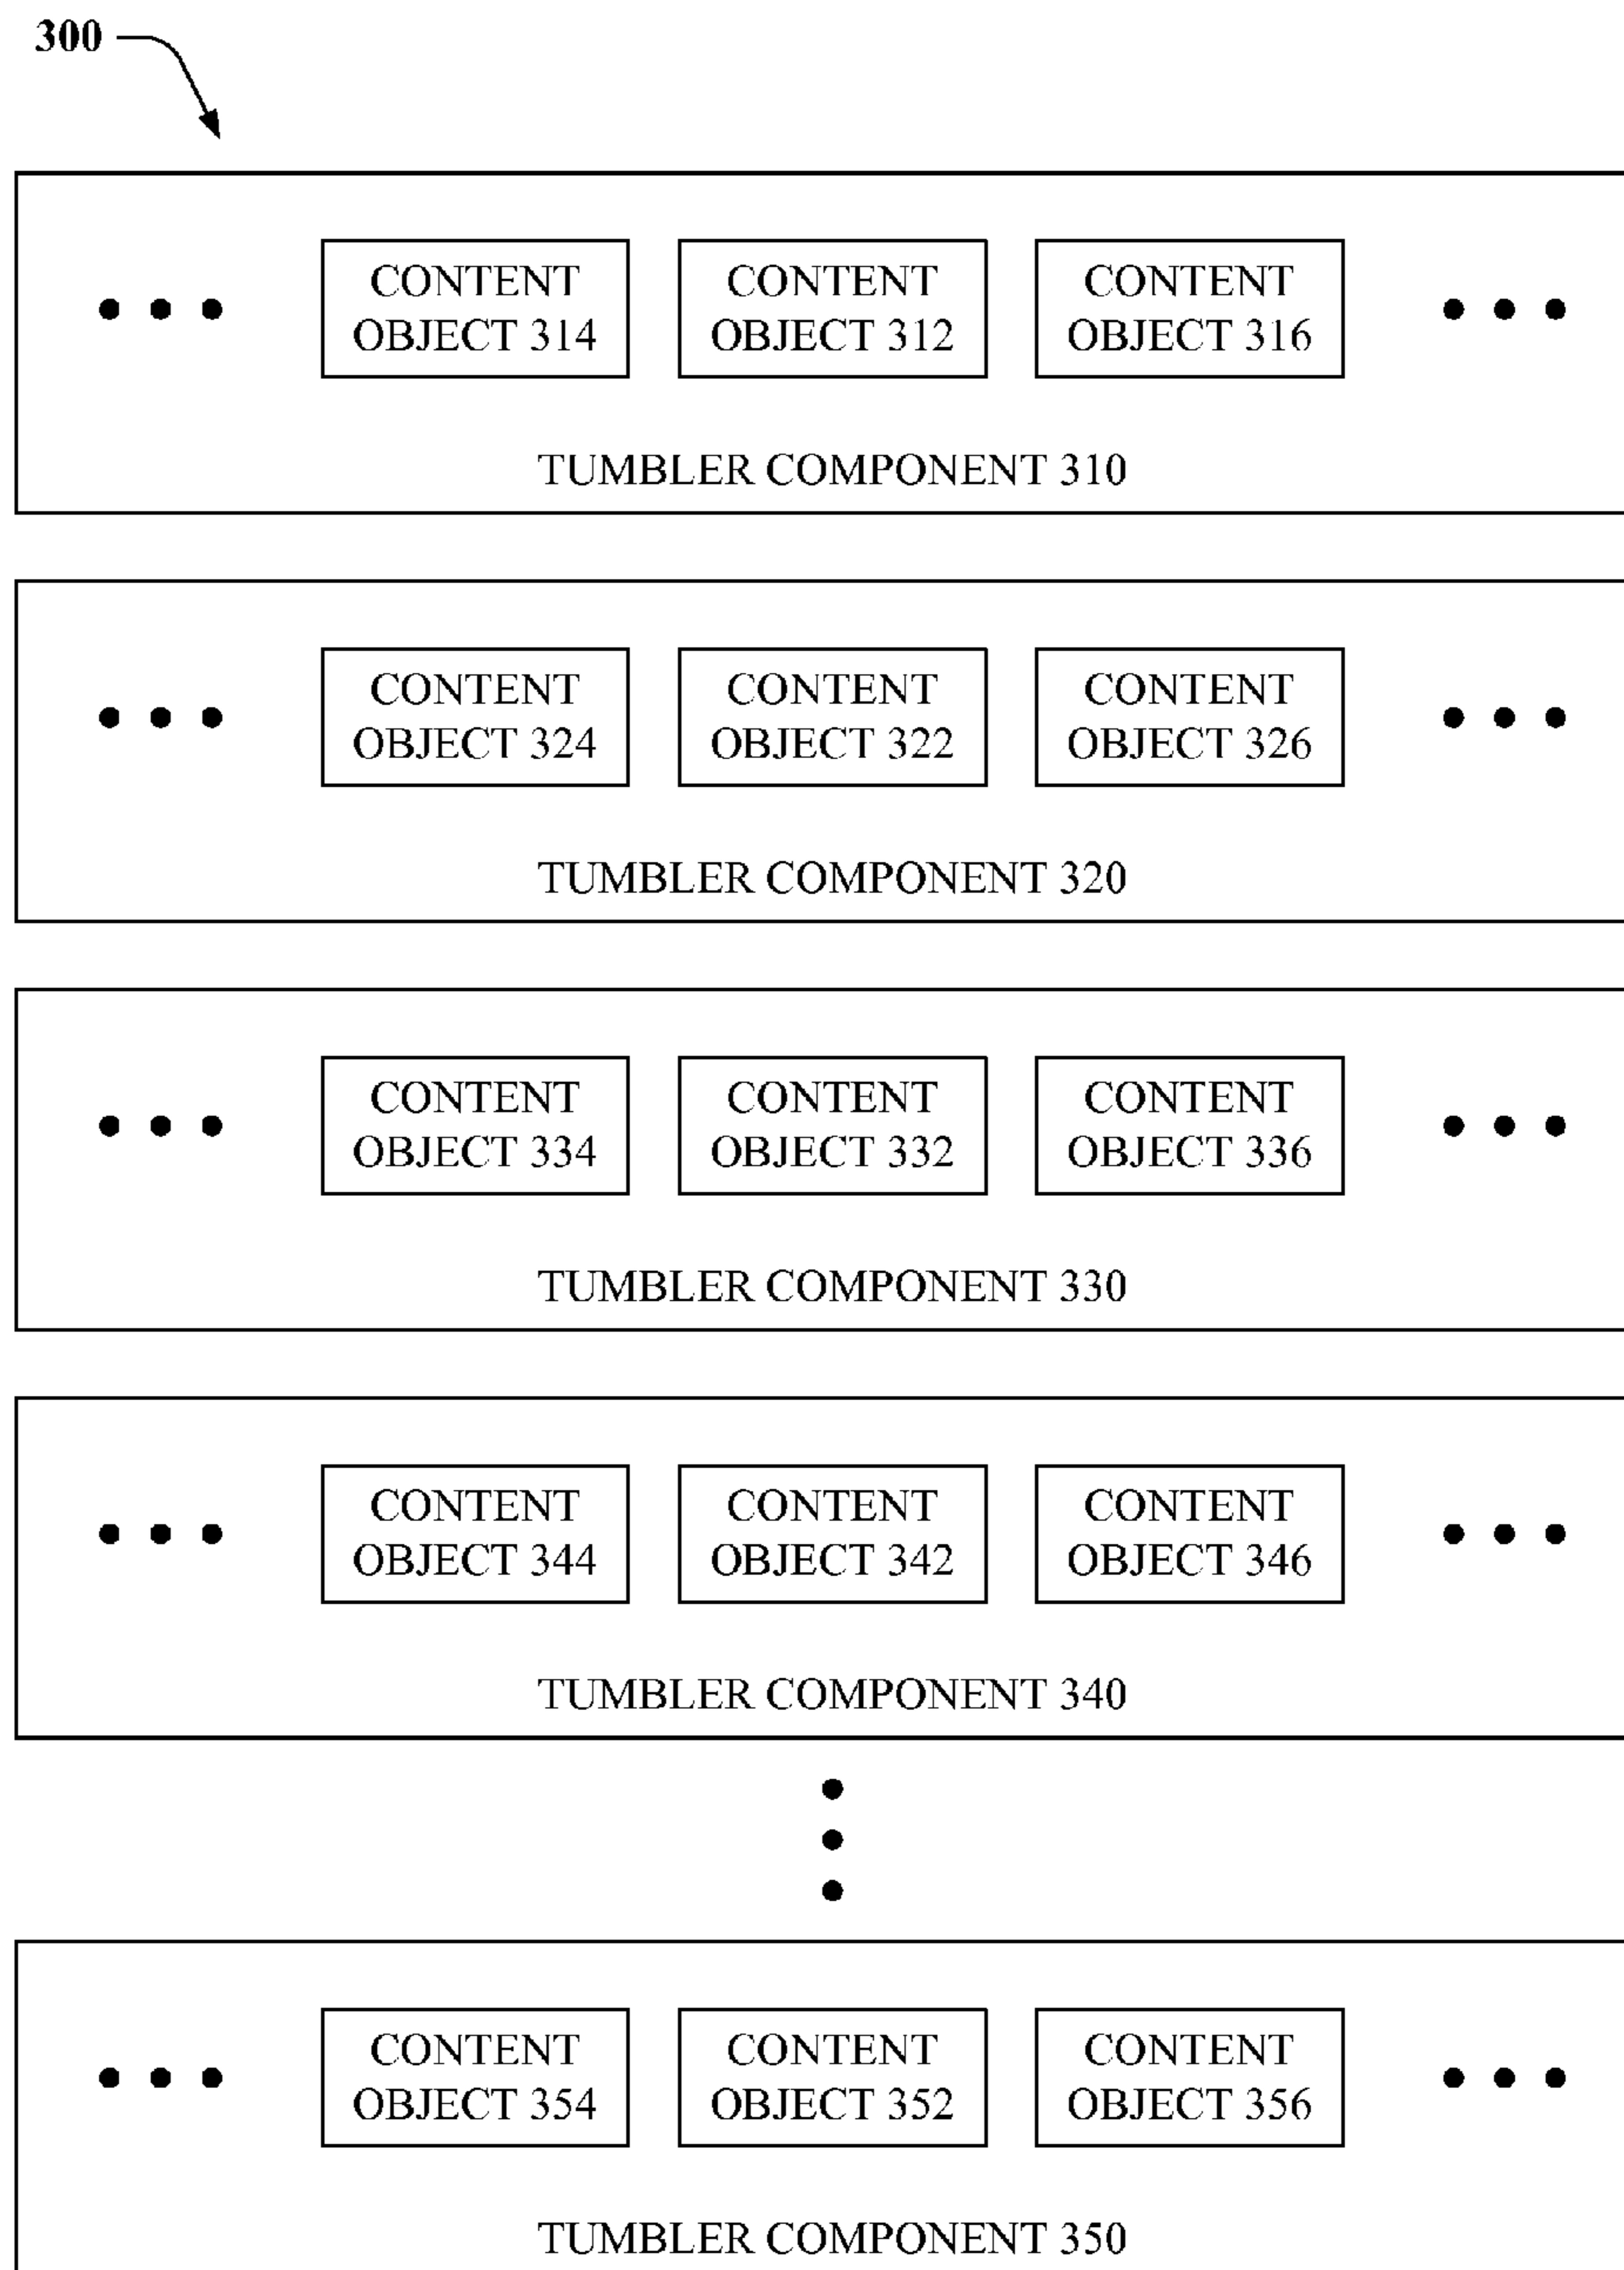 300
CONTENT
OBJECT 314
CONTENT
OBJECT 312
CONTENT
OBJECT 316
TUMBLER COMPONENT 310
CONTENT
OBJECT 324
CONTENT
OBJECT 322
CONTENT
OBJECT 326
TUMBLER COMPONENT 320
CONTENT
OBJECT 334
CONTENT
OBJECT 332
CONTENT
OBJECT 336
TUMBLER COMPONENT 330
CONTENT
OBJECT 344
CONTENT
OBJECT 342
CONTENT
OBJECT 346
TUMBLER COMPONENT 340
CONTENT
OBJECT 354
CONTENT
OBJECT 352
CONTENT
OBJECT 356
TUMBLER COMPONENT 350